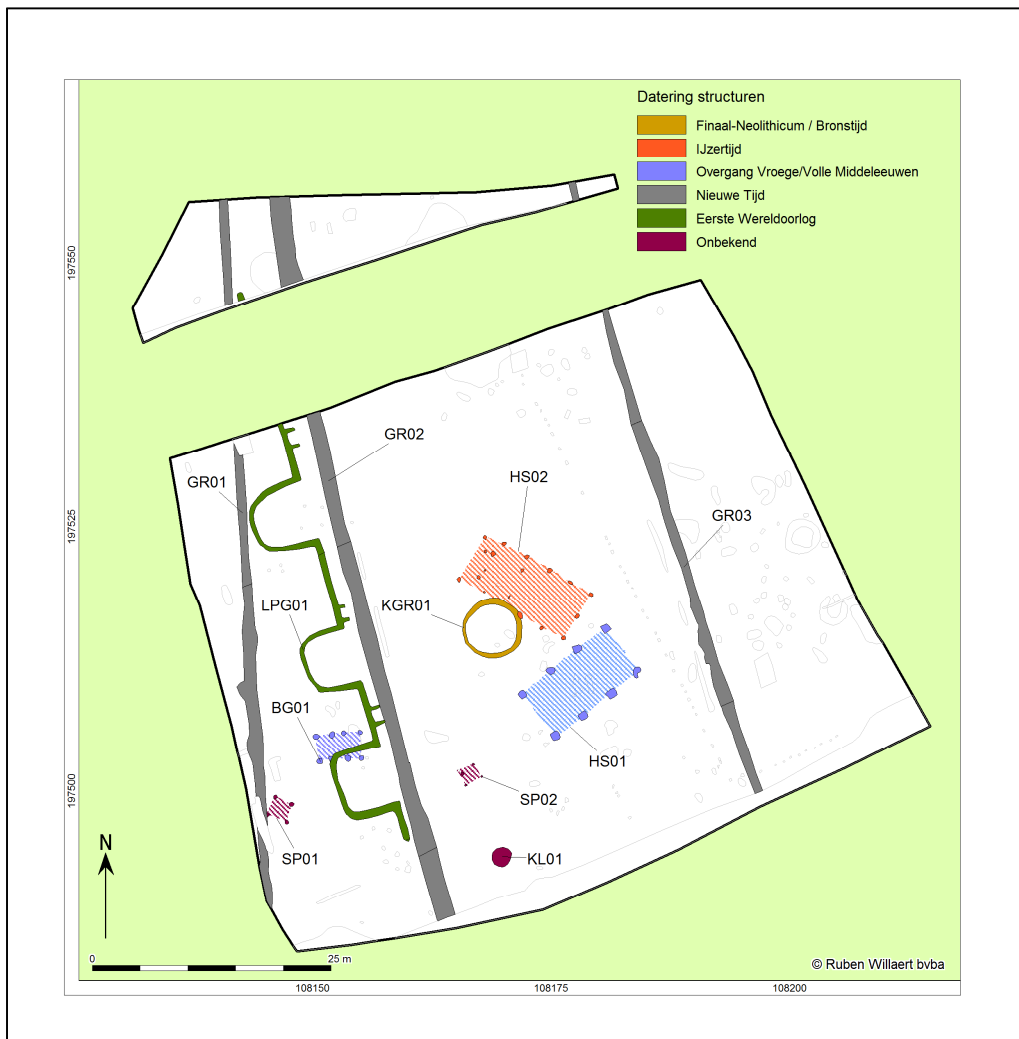 Datering structuren
Finaal-Neolithicum / Bronstijd
IJzertijd
Overgang Vroege/Volle Middeleeuwen
Nieuwe Tijd
Eerste Wereldoorlog
Onbekend
197550
GR02
GR01
HS02
GR03
197525
LPG01
KGR01
BG01
HS01
197500
SP02
SP01
KL01
N
0 25 m
© Ruben Willaert bvba
108150 108175 108200